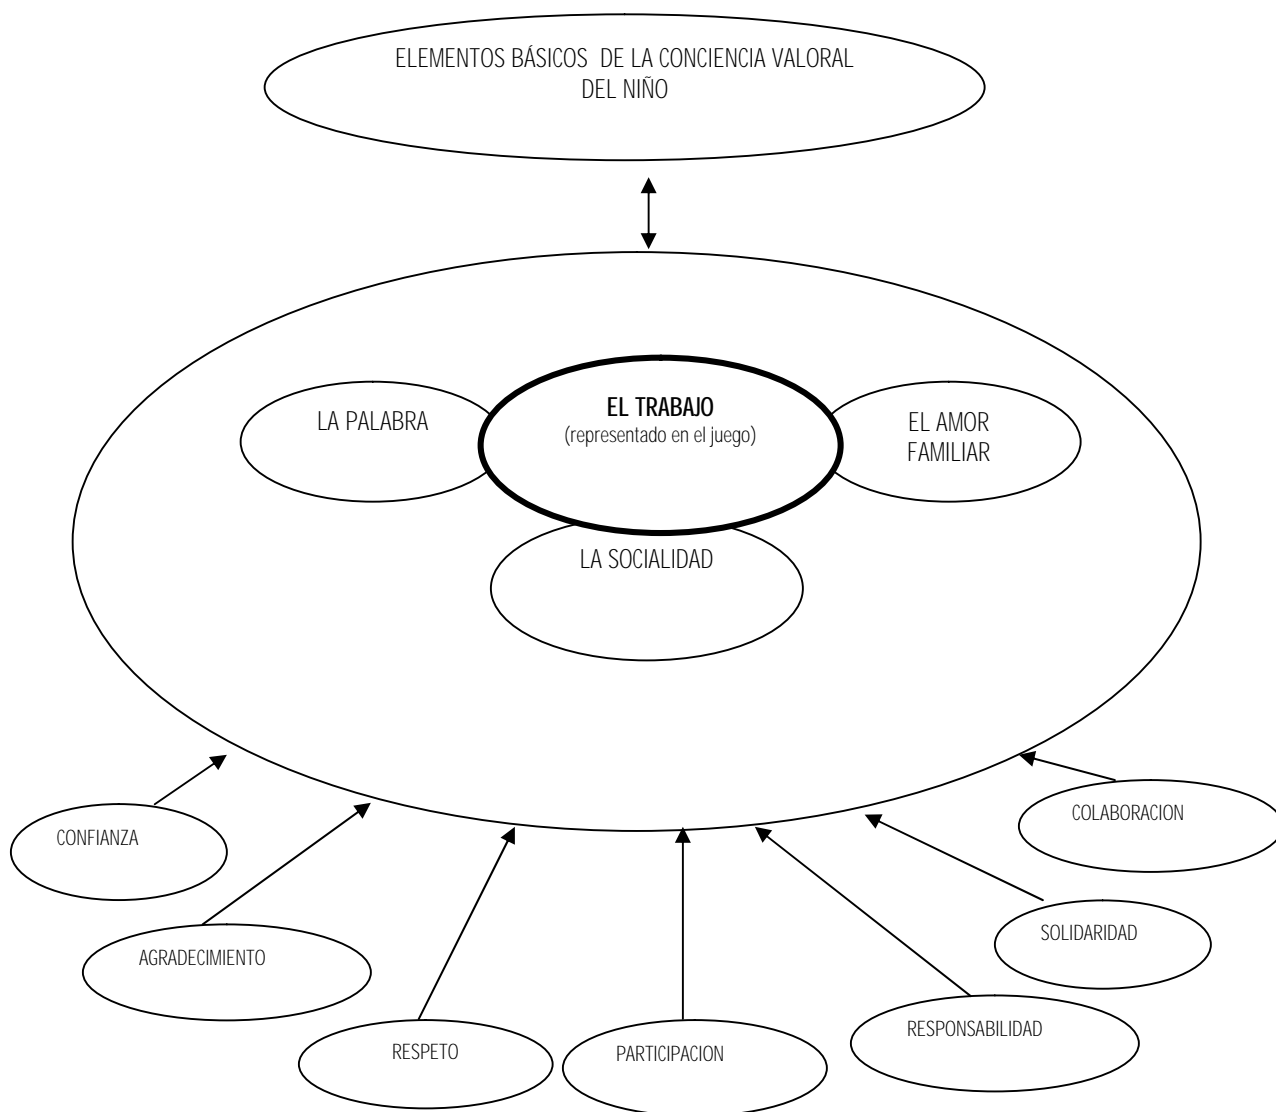 ELEMENTOS BÁSICOS DE LA CONCIENCIA VALORAL
DEL NIÑO
LA PALABRA
EL TRABAJO
(representado en el juego)
EL AMOR
FAMILIAR
LA SOCIALIDAD
CONFIANZA
COLABORACION
AGRADECIMIENTO
SOLIDARIDAD
RESPETO
PARTICIPACION
RESPONSABILIDAD